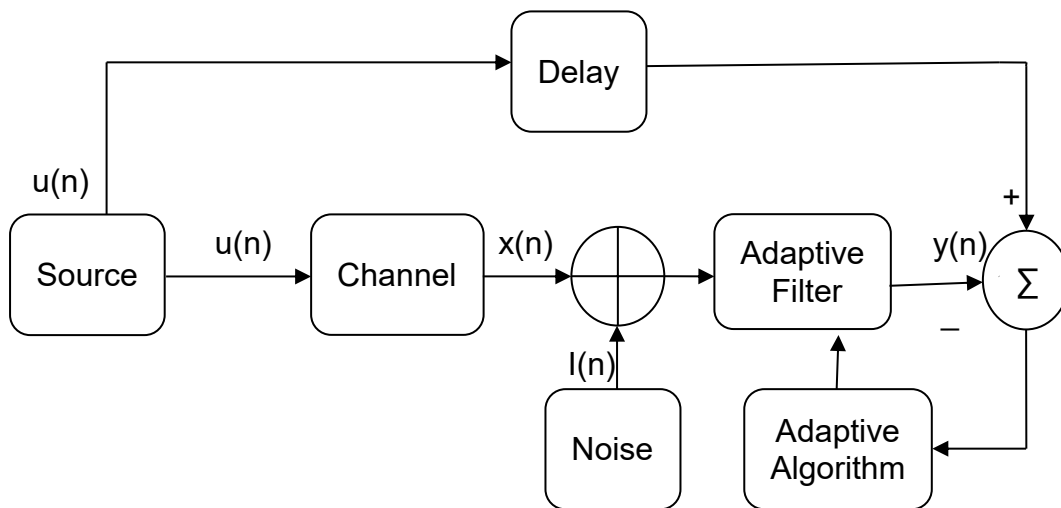 Delay
u(n)
+
Source
u(n)
Channel
x(n)
Adaptive
Filter
y(n)
Σ
−
I(n)
Noise
Adaptive
Algorithm